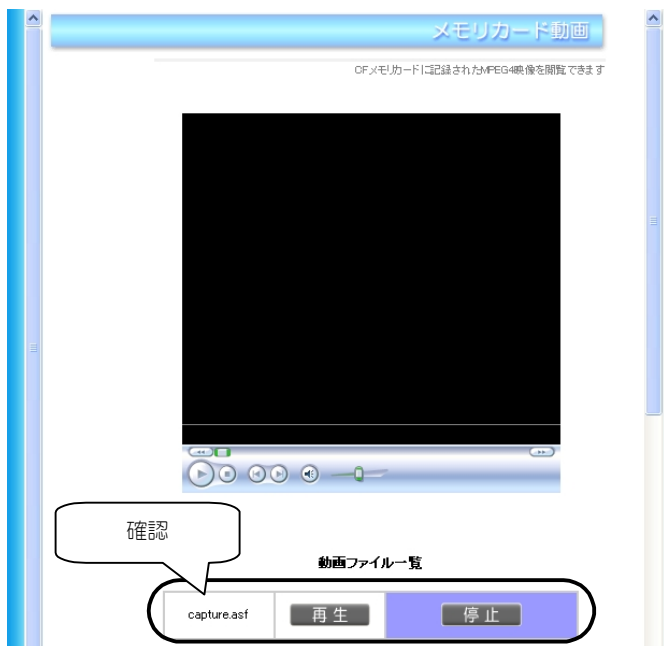 メモリカード動画
CFメモリカードに記録されたMPEG4映像を閲覧できます
確認
動画ファイル一覧
capture.asf 再生 停止